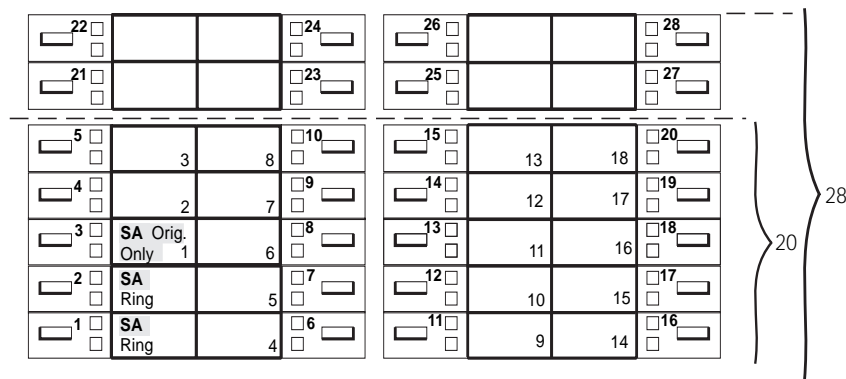 22 24 26 28
21 23 25 27
5 3 8 10 15 13 18 20
4 2 7 9 14 12 17 19
3 SA Orig. 8 13 18
Only 1 6 11 16
2 SA 7 12 17
Ring 5 10 15
1 SA 6 11 16
Ring 4 9 14
28
20